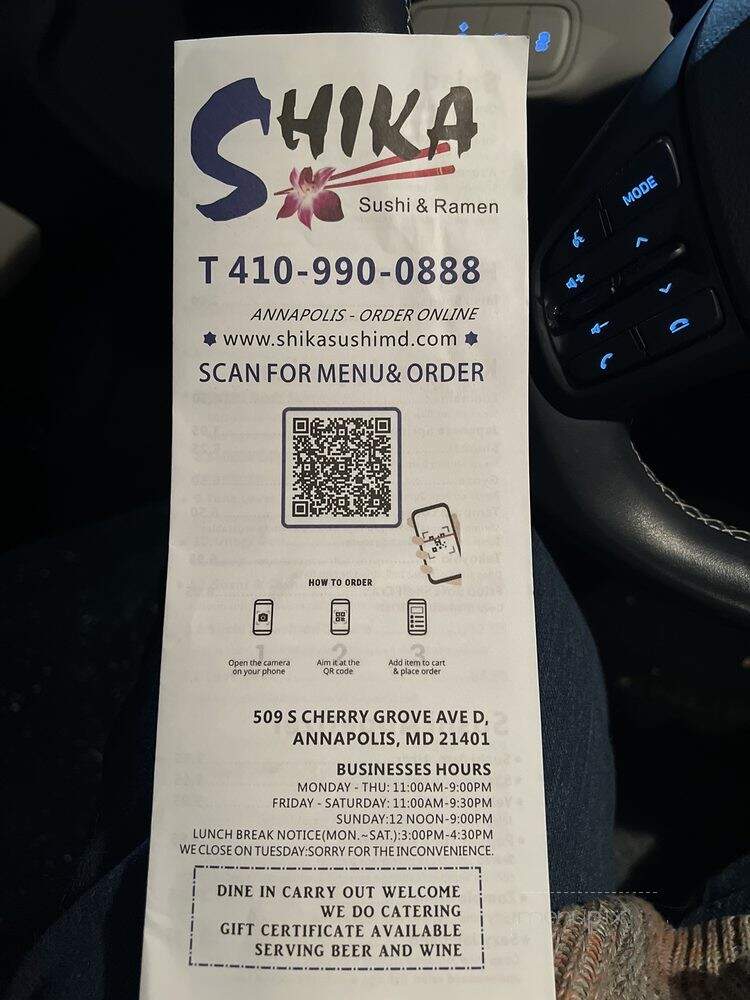 SHIKA
Sushi & Ramen
T 410-990-0888
ANNAPOLIS - ORDER ONLINE
www.shikasushimd.com
SCAN FOR MENU& ORDER
HOW TO ORDER
1 2 3
Open the camera
on your phone
Aim it at the
QR code
Add item to cart
& place order
509 S CHERRY GROVE AVE D,
ANNAPOLIS, MD 21401
BUSINESSES HOURS
MONDAY - THU: 11:00AM-9:00PM
FRIDAY - SATURDAY: 11:00AM-9:30PM
SUNDAY:12 NOON-9:00PM
LUNCH BREAK NOTICE(MON.~SAT.):3:00PM-4:30PM
WE CLOSE ON TUESDAY:SORRY FOR THE INCONVENIENCE.
DINE IN CARRY OUT WELCOME
WE DO CATERING
GIFT CERTIFICATE AVAILABLE
SERVING BEER AND WINE
MODE